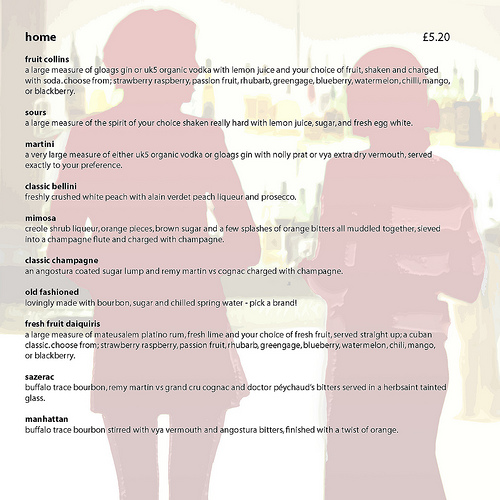 home £5.20
fruit collins
a large measure of gloags gin or uk5 organic vodka with lemon juice and your choice of fruit, shaken and charged
with soda. choose from; strawberry raspberry, passion fruit, rhubarb, greengage, blueberry, watermelon, chilli, mango,
or blackberry.
sours
a large measure of the spirit of your choice shaken really hard with lemon juice, sugar, and fresh egg white.
martini
a very large measure of either uk5 organic vodka or gloags gin with noily prat or vya extra dry vermouth, served
exactly to your preference.
classic bellini
freshly crushed white peach with alain verdet peach liqueur and prosecco.
mimosa
creole shrub liqueur, orange pieces, brown sugar and a few splashes of orange bitters all muddled together, sieved
into a champagne flute and charged with champagne.
classic champagne
an angostura coated sugar lump and remy martin vs cognac charged with champagne.
old fashioned
lovingly made with bourbon, sugar and chilled spring water - pick a brand!
fresh fruit daiquiris
a large measure of mateusalem platino rum, fresh lime and your choice of fresh fruit, served straight up: a cuban
classic. choose from; strawberry raspberry, passion fruit, rhubarb, greengage, blueberry, watermelon, chili, mango,
or blackberry.
sazerac
buffalo trace bourbon, remy martin vs grand cru cognac and doctor péychaud's bitters served in a herbsaint tainted
glass.
manhattan
buffalo trace bourbon stirred with vya vermouth and angostura bitters, finished with a twist of orange.